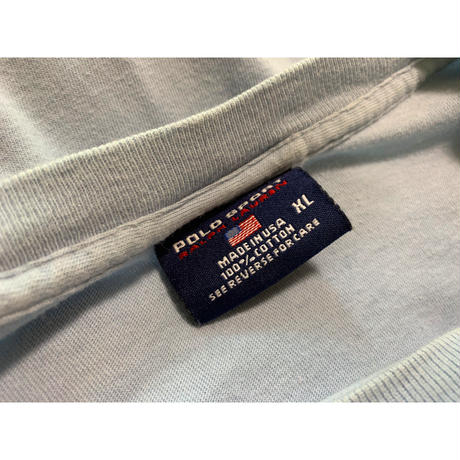 POLO SPORT
RALPH LAUREN
XL
MADE IN USA
100% COTTON
SEE REVERSE FOR CARE